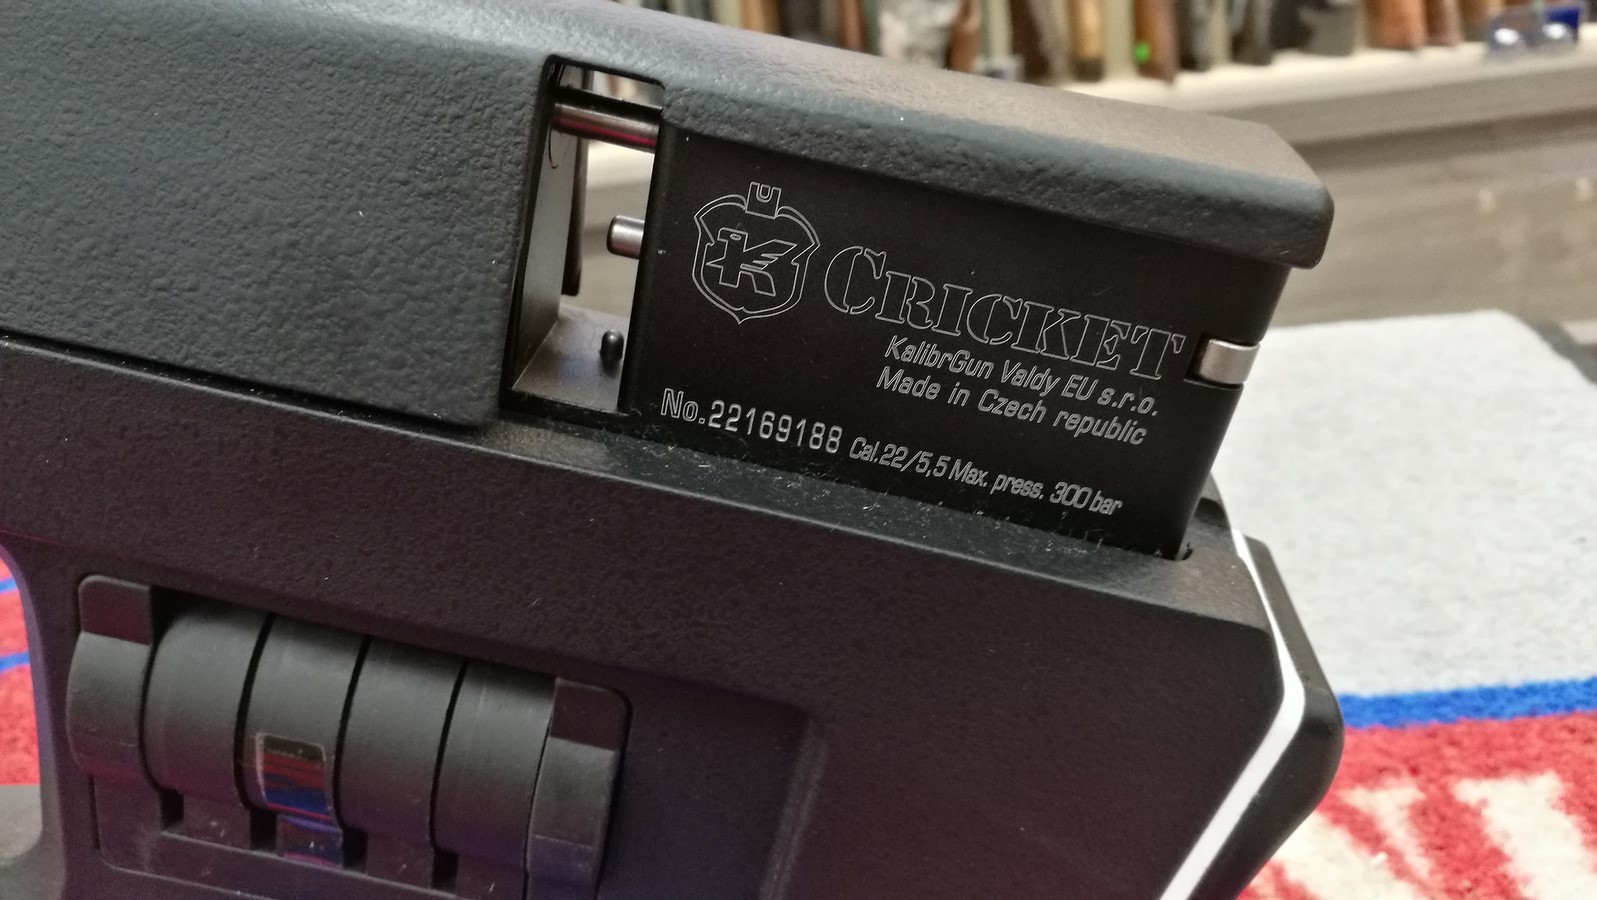 CRICKET
KalibrGun Valdy EU s.r.o.
Made in Czech republic
No.22169188 Cal.22/5,5 Max. press. 300 bar